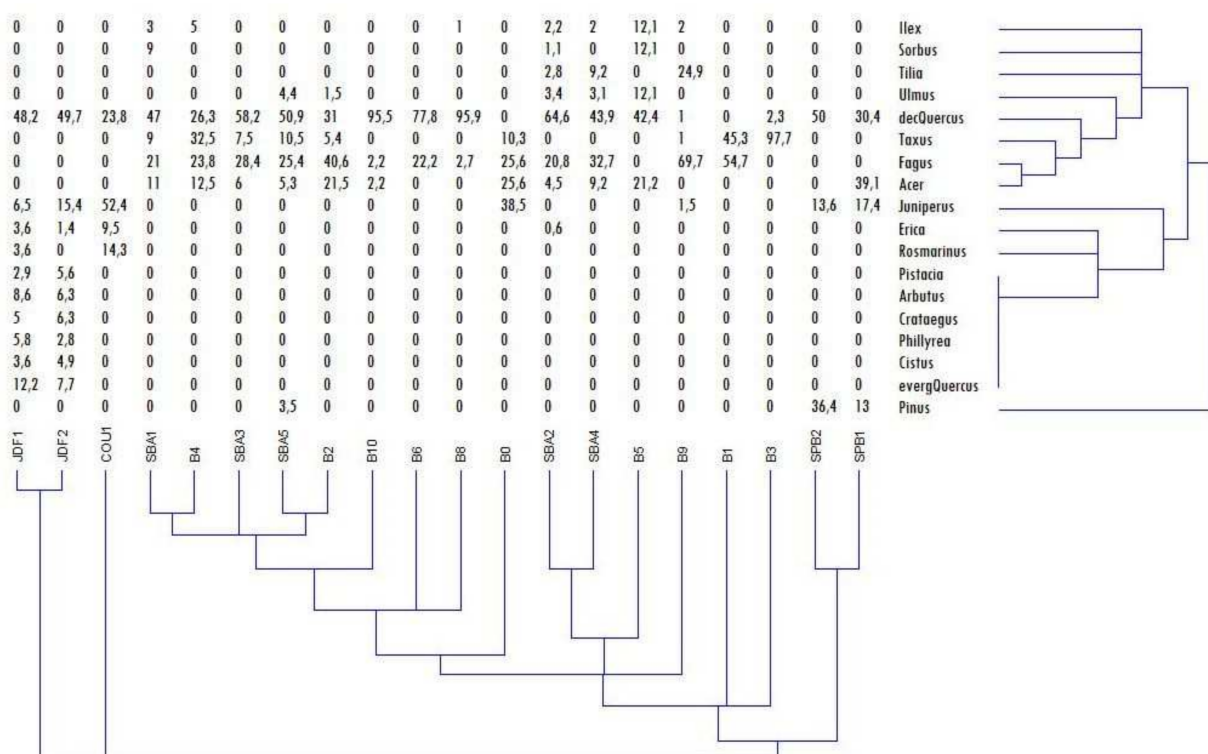 0 0 0 3 5 0 0 0 0 0 1 0 2,2 2 12,1 2 0 0 0 0 Ilex
0 0 0 9 0 0 0 0 0 0 0 0 1,1 0 12,1 0 0 0 0 0 Sorbus
0 0 0 0 0 0 0 0 0 0 0 0 2,8 9,2 0 24,9 0 0 0 0 Tilia
0 0 0 0 0 0 4,4 1,5 0 0 0 0 3,4 3,1 12,1 0 0 0 0 0 Ulmus
48,2 49,7 23,8 47 26,3 58,2 50,9 31 95,5 77,8 95,9 0 64,6 43,9 42,4 1 0 2,3 50 30,4 decQuercus
0 0 0 9 32,5 7,5 10,5 5,4 0 0 0 10,3 0 0 0 1 45,3 97,7 0 0 Taxus
0 0 0 21 23,8 28,4 25,4 40,6 2,2 22,2 2,7 25,6 20,8 32,7 0 69,7 54,7 0 0 0 Fagus
0 0 0 11 12,5 6 5,3 21,5 2,2 0 0 25,6 4,5 9,2 21,2 0 0 0 0 39,1 Acer
6,5 15,4 52,4 0 0 0 0 0 0 0 0 38,5 0 0 0 1,5 0 0 13,6 17,4 Juniperus
3,6 1,4 9,5 0 0 0 0 0 0 0 0 0 0,6 0 0 0 0 0 0 0 Erica
3,6 0 14,3 0 0 0 0 0 0 0 0 0 0 0 0 0 0 0 0 0 Rosmarinus
2,9 5,6 0 0 0 0 0 0 0 0 0 0 0 0 0 0 0 0 0 0 Pistacia
8,6 6,3 0 0 0 0 0 0 0 0 0 0 0 0 0 0 0 0 0 0 Arbutus
5 6,3 0 0 0 0 0 0 0 0 0 0 0 0 0 0 0 0 0 0 Crataegus
5,8 2,8 0 0 0 0 0 0 0 0 0 0 0 0 0 0 0 0 0 0 Phillyrea
3,6 4,9 0 0 0 0 0 0 0 0 0 0 0 0 0 0 0 0 0 0 Cistus
12,2 7,7 0 0 0 0 0 0 0 0 0 0 0 0 0 0 0 0 0 0 evergQuercus
0 0 0 0 0 0 3,5 0 0 0 0 0 0 0 0 0 0 0 36,4 13 Pinus
JDF1 JDF2 COU1 SBA1 B4 SBA3 SBA5 B2 B10 B6 B8 B0 SBA2 SBA4 B5 B9 B1 B3 SPB2 SPB1